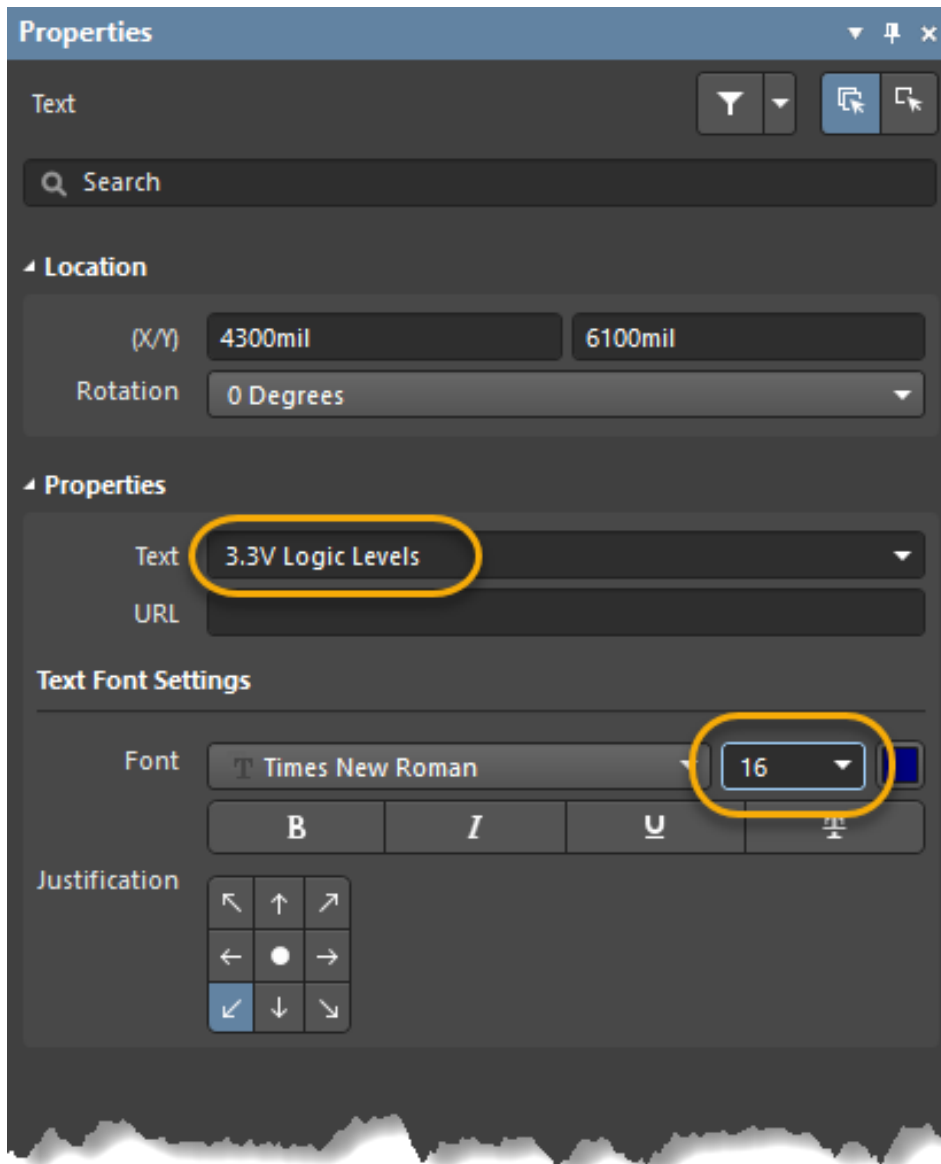 Properties
Text
Search
Location
(X/Y) 4300mil 6100mil
Rotation 0 Degrees
Properties
Text 3.3V Logic Levels
URL
Text Font Settings
Font T Times New Roman 16
B I U T
Justification